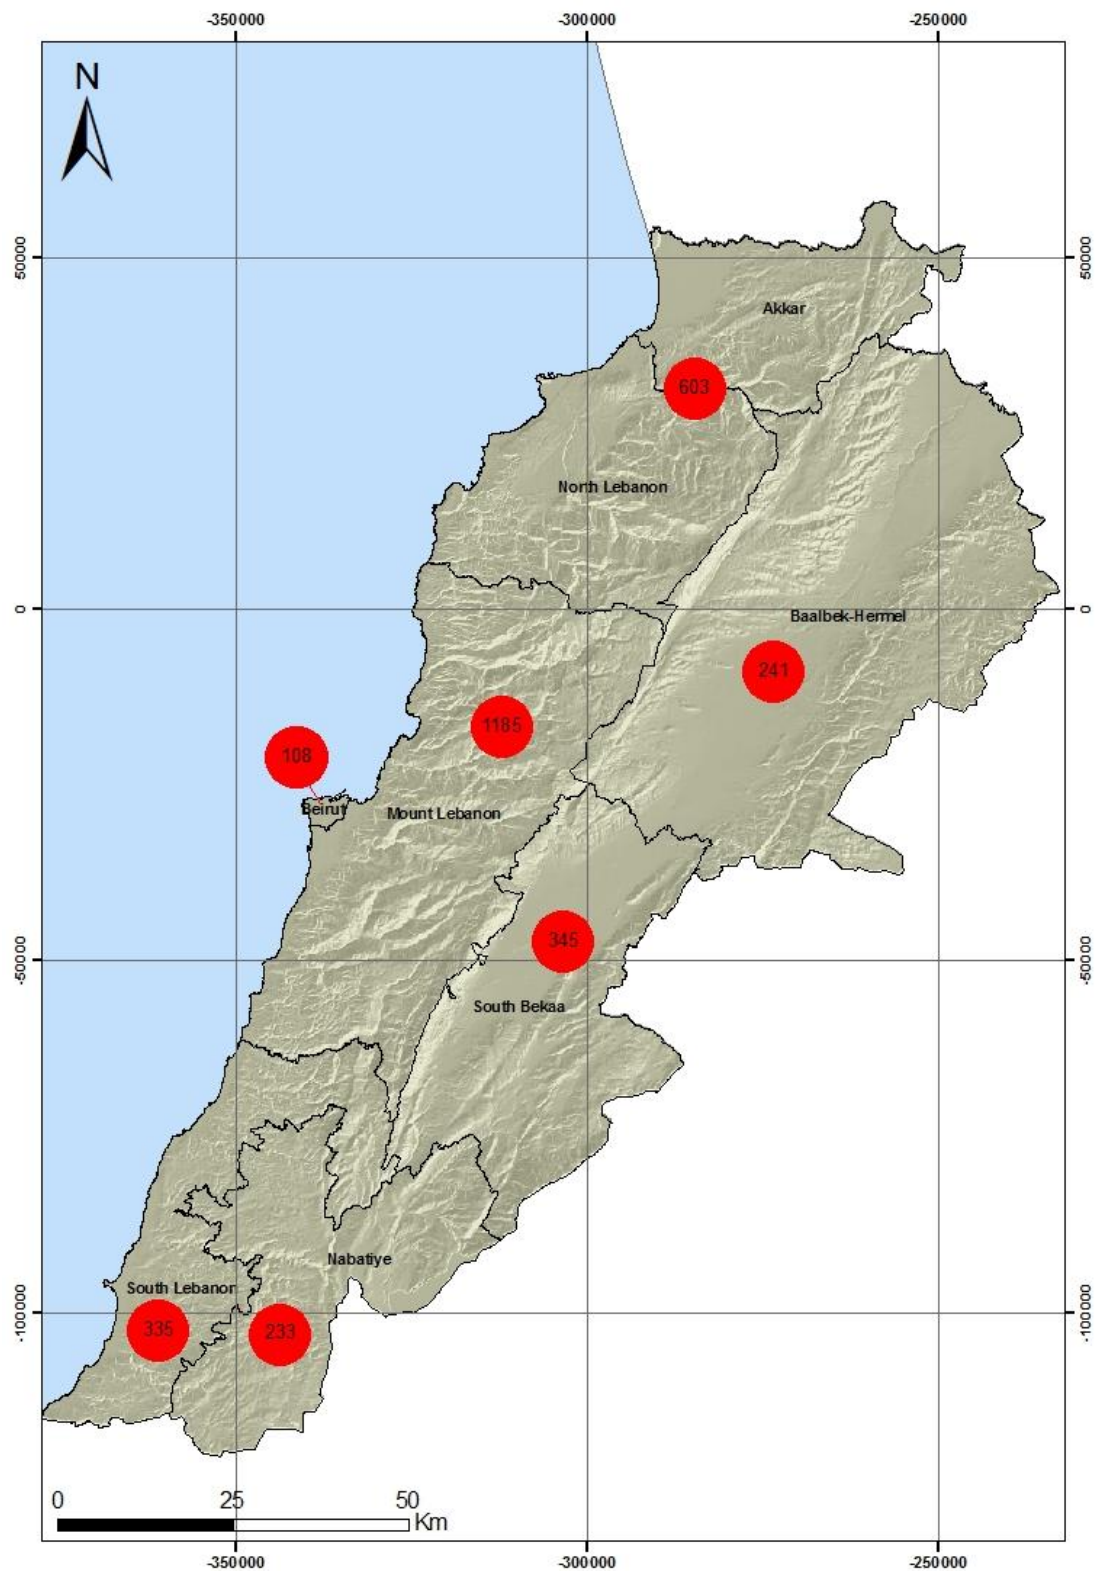 -350000 -300000 -250000
N
50000 50000
Akkar
603
North Lebanon
0 0
Baalbek-Hermel
241
1185
108
Beirut
Mount Lebanon
345
-50000 -50000
South Bekaa
Nabatiye
South Lebanon
-100000 -100000
335 233
0 25 50
Km
-350000 -300000 -250000